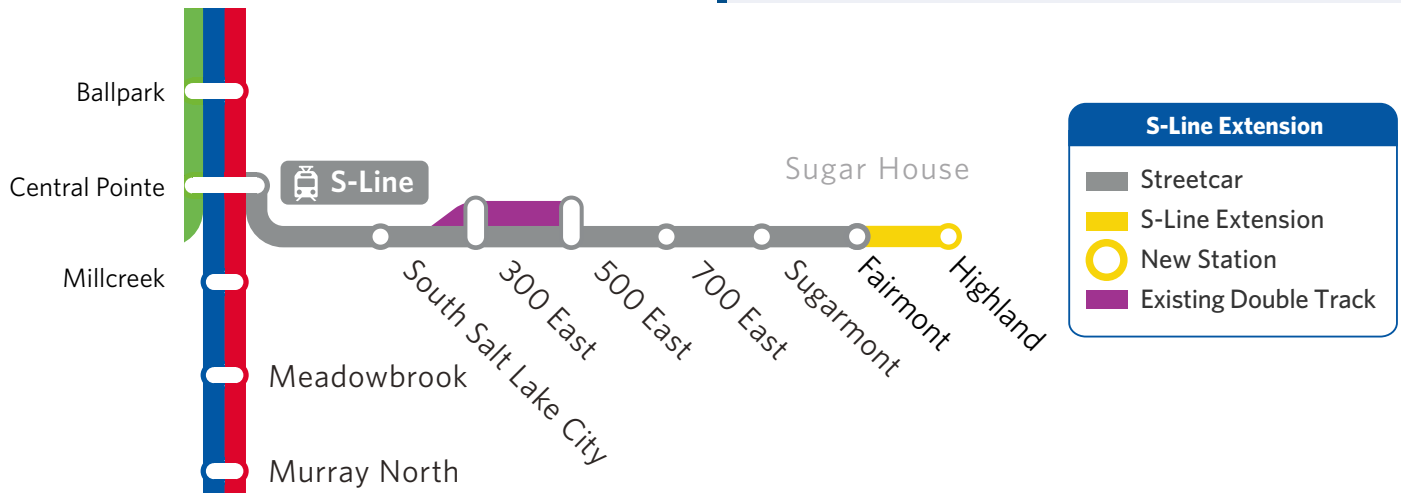 Ballpark
Central Pointe
Millcreek
Meadowbrook
Murray North
S-Line
South Salt Lake City
300 East
500 East
700 East
Sugarmont
Fairmont
Highland
Sugar House
S-Line Extension
Streetcar
S-Line Extension
New Station
Existing Double Track